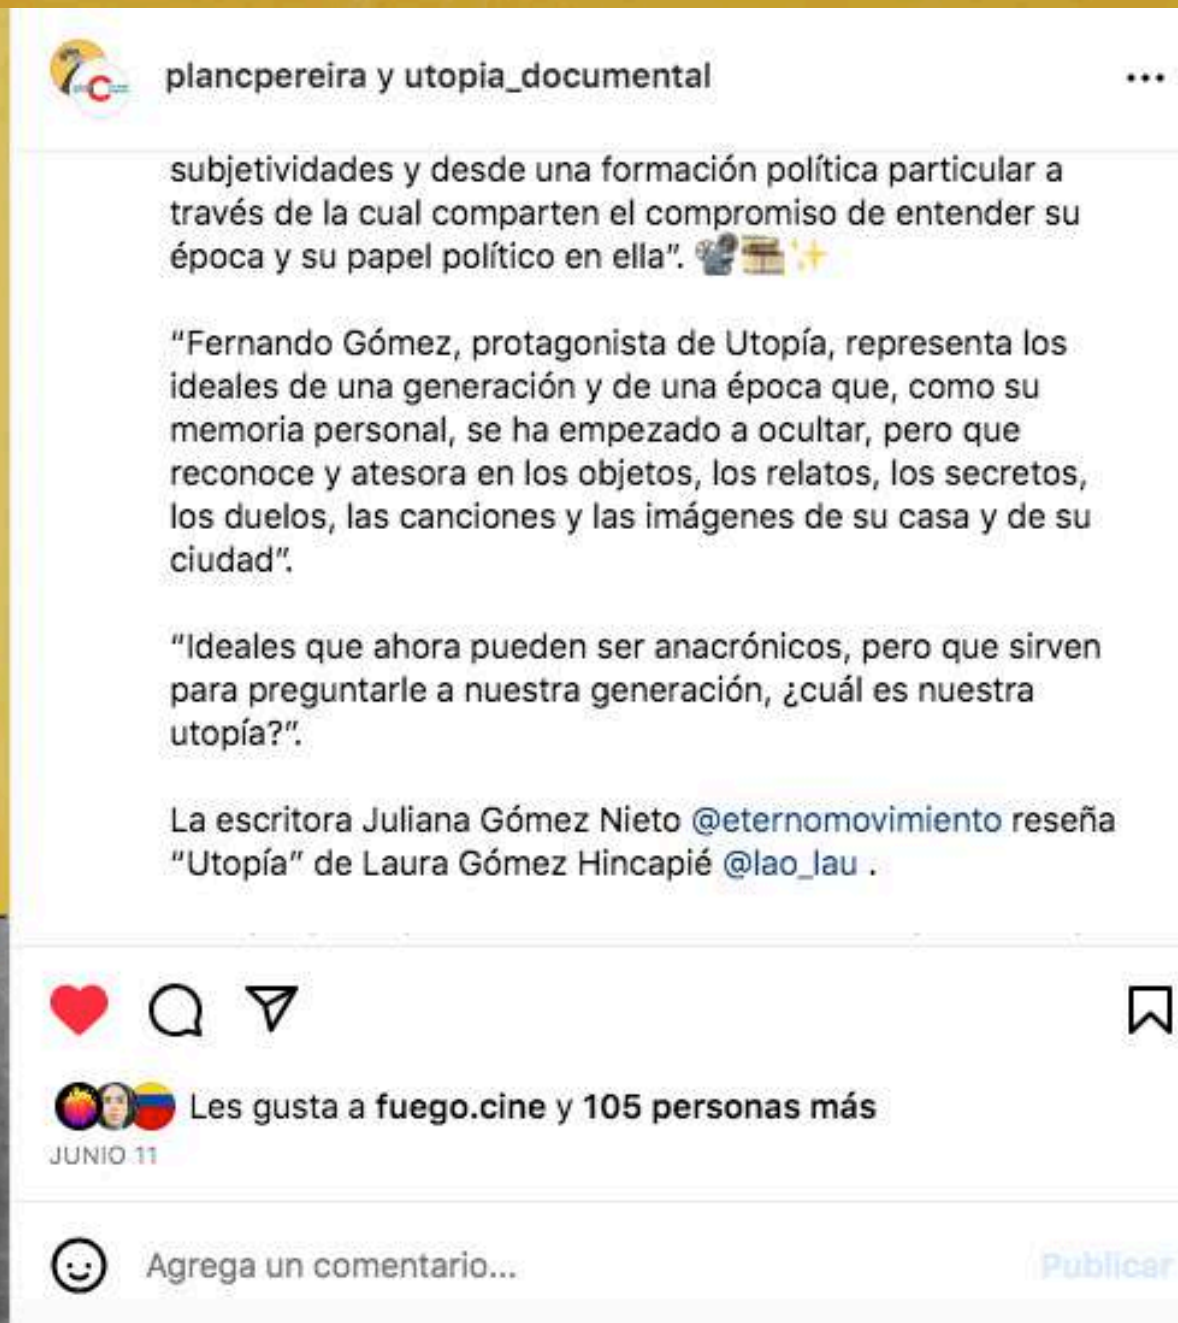 plancpereira y utopia_documental
subjetividades y desde una formación política particular a
través de la cual comparten el compromiso de entender su
época y su papel político en ella”. 📽️🎞️✨
“Fernando Gómez, protagonista de Utopía, representa los
ideales de una generación y de una época que, como su
memoria personal, se ha empezado a ocultar, pero que
reconoce y atesora en los objetos, los relatos, los secretos,
los duelos, las canciones y las imágenes de su casa y de su
ciudad”.
“Ideales que ahora pueden ser anacrónicos, pero que sirven
para preguntarle a nuestra generación, ¿cuál es nuestra
utopía?”.
La escritora Juliana Gómez Nieto @eternomovimiento reseña
“Utopía” de Laura Gómez Hincapié @lao_lau .
Les gusta a fuego.cine y 105 personas más
JUNIO 11
Agrega un comentario...
Publicar